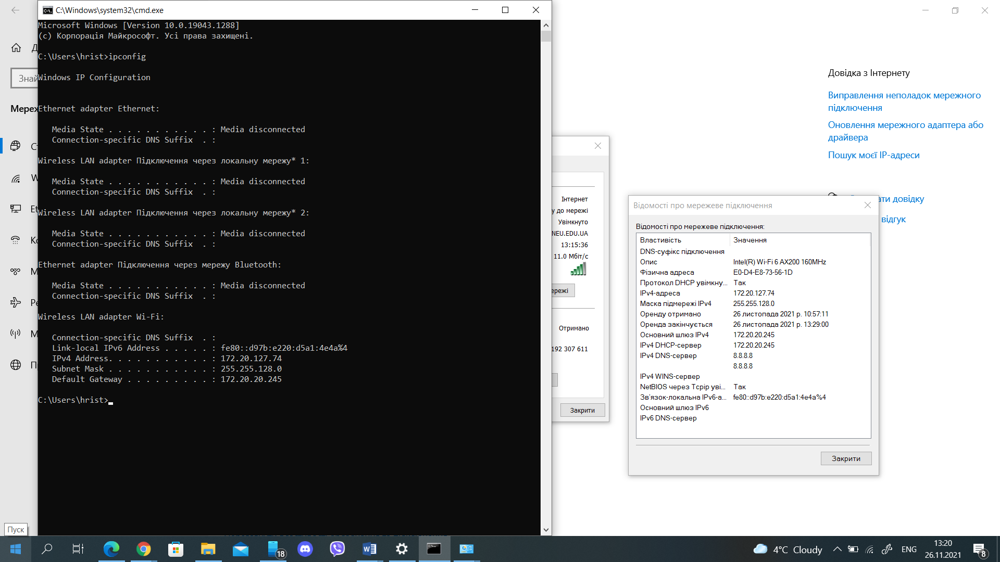 C:\Windows\system32\cmd.exe
Microsoft Windows [Version 10.0.19043.1288]
(c) Корпорація Майкрософт. Усі права захищені.
C:\Users\hrist>ipconfig
Windows IP Configuration
Ethernet adapter Ethernet:
Media State . . . . . . . . . . . : Media disconnected
Connection-specific DNS Suffix  . :
Wireless LAN adapter Підключення через локальну мережу* 1:
Media State . . . . . . . . . . . : Media disconnected
Connection-specific DNS Suffix  . :
Wireless LAN adapter Підключення через локальну мережу* 2:
Media State . . . . . . . . . . . : Media disconnected
Connection-specific DNS Suffix  . :
Ethernet adapter Підключення через мережу Bluetooth:
Media State . . . . . . . . . . . : Media disconnected
Connection-specific DNS Suffix  . :
Wireless LAN adapter Wi-Fi:
Connection-specific DNS Suffix  . :
Link-local IPv6 Address . . . . . : fe80::d97b:e220:d5a1:4e4a%4
IPv4 Address. . . . . . . . . . . : 172.20.127.74
Subnet Mask . . . . . . . . . . . : 255.255.128.0
Default Gateway . . . . . . . . . : 172.20.20.245
C:\Users\hrist>
Д
Знай
Мереж
Ст
W
Et
Ко
М
Ре
М
Пр
Пуск
Інтернет
у до мережі
Увімкнуто
NEU.EDU.UA
13:15:36
11.0 Мбіт/с
ережі
Отримано
192 307 611
Закрити
Довідка з Інтернету
Виправлення неполадок мережного
підключення
Оновлення мережного адаптера або
драйвера
Пошук моєї IP-адреси
ати довідку
відгук
Відомості про мережеве підключення
Відомості про мережеве підключення:
Властивість Значення
DNS-суфікс підключення
Опис Intel(R) Wi-Fi 6 AX200 160MHz
Фізична адреса E0-D4-E8-73-56-1D
Протокол DHCP увімкну... Так
IPv4-адреса 172.20.127.74
Маска підмережі IPv4 255.255.128.0
Оренду отримано 26 листопада 2021 р. 10:57:11
Оренда закінчується 26 листопада 2021 р. 13:29:00
Основний шлюз IPv4 172.20.20.245
IPv4 DHCP-сервер 172.20.20.245
IPv4 DNS-сервер 8.8.8.8
8.8.8.8
IPv4 WINS-сервер
NetBIOS через Tcpip уві... Так
Зв'язок-локальна IPv6-а... fe80::d97b:e220:d5a1:4e4a%4
Основний шлюз IPv6
IPv6 DNS-сервер
Закрити
18
4°C Cloudy
ENG
13:20
26.11.2021
8